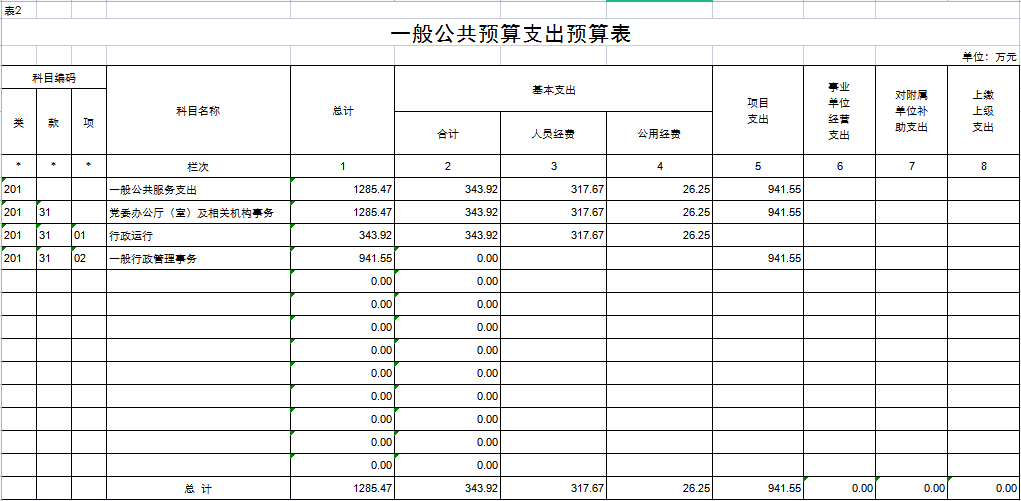 表2
一般公共预算支出预算表
单位：万元
科目编码 科目名称 总计 基本支出 项目支出 事业单位经营支出 对附属单位补助支出 上缴上级支出
类 款 项 合计 人员经费 公用经费
* * * 栏次 1 2 3 4 5 6 7 8
201 一般公共服务支出 1285.47 343.92 317.67 26.25 941.55
201 31 党委办公厅（室）及相关机构事务 1285.47 343.92 317.67 26.25 941.55
201 31 01 行政运行 343.92 343.92 317.67 26.25
201 31 02 一般行政管理事务 941.55 0.00 941.55
0.00 0.00
0.00 0.00
0.00 0.00
0.00 0.00
0.00 0.00
0.00 0.00
0.00 0.00
0.00 0.00
0.00 0.00
总 计 1285.47 343.92 317.67 26.25 941.55 0.00 0.00 0.00